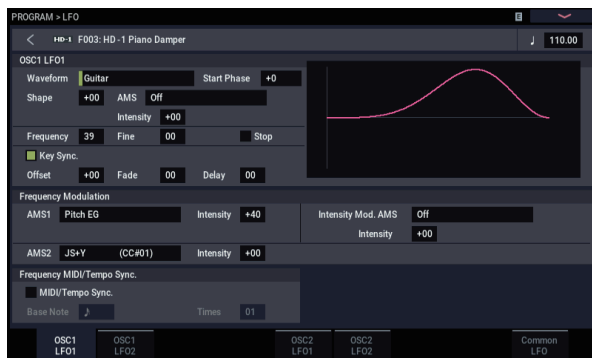 PROGRAM > LFO E
HD-1 F003: HD -1 Piano Damper ♩ 110.00
OSC1 LFO1
Waveform Guitar Start Phase +0
Shape +00 AMS Off
Intensity +00
Frequency 39 Fine 00 Stop
Key Sync.
Offset +00 Fade 00 Delay 00
Frequency Modulation
AMS1 Pitch EG Intensity +40 Intensity Mod. AMS Off
Intensity +00
AMS2 JS+Y (CC#01) Intensity +00
Frequency MIDI/Tempo Sync.
MIDI/Tempo Sync.
Base Note ♪ Times 01
OSC1 OSC1 OSC2 OSC2 Common
LFO1 LFO2 LFO1 LFO2 LFO